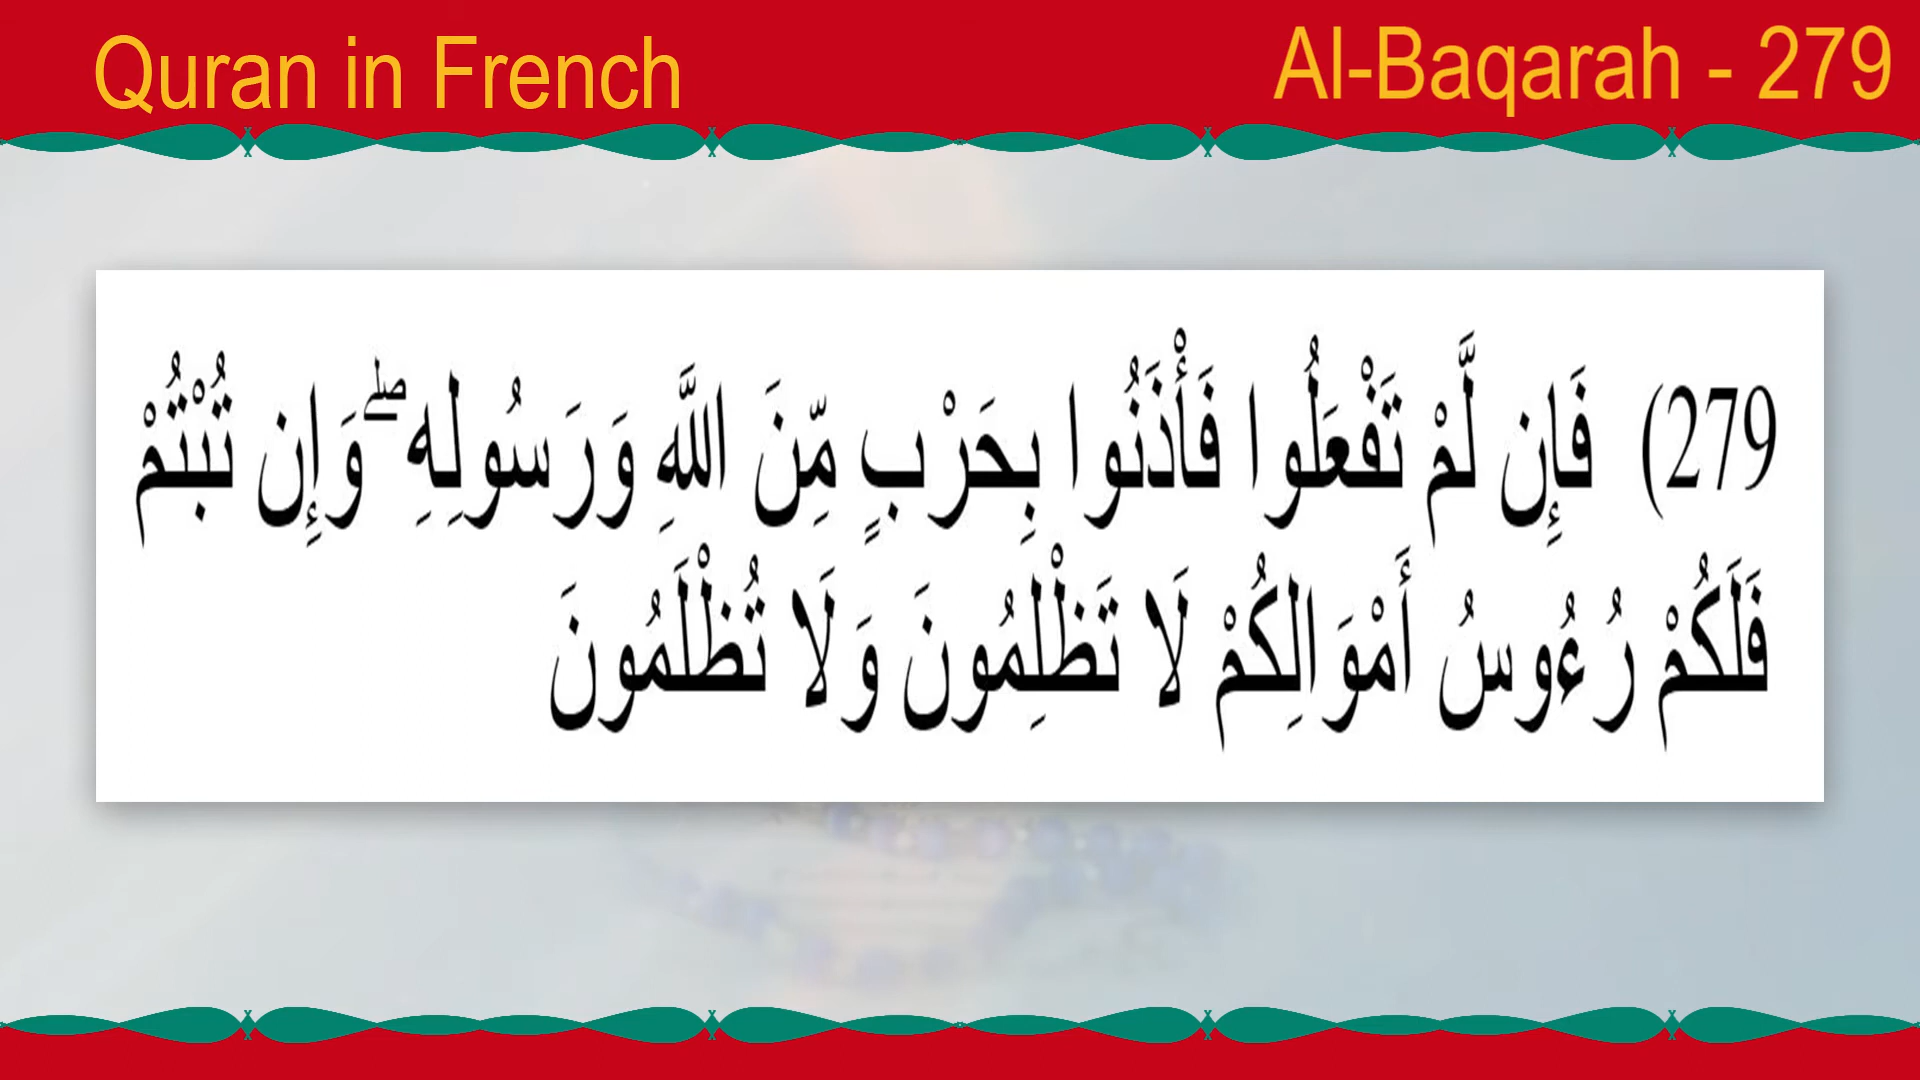 Quran in French
Al-Baqarah - 279
279) فَإِن لَّمْ تَفْعَلُوا فَأْذَنُوا بِحَرْبٍ مِّنَ اللَّهِ وَرَسُولِهِ ۖ وَإِن تُبْتُمْ
فَلَكُمْ رُءُوسُ أَمْوَالِكُمْ لَا تَظْلِمُونَ وَلَا تُظْلَمُونَ